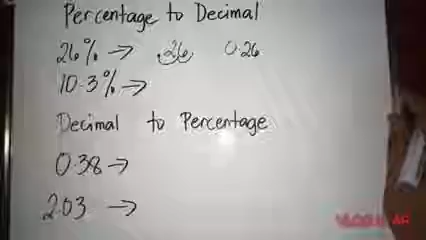 Percentage to Decimal
26% → .26 0.26
10.3% →
Decimal to Percentage
0.38 →
2.03 →